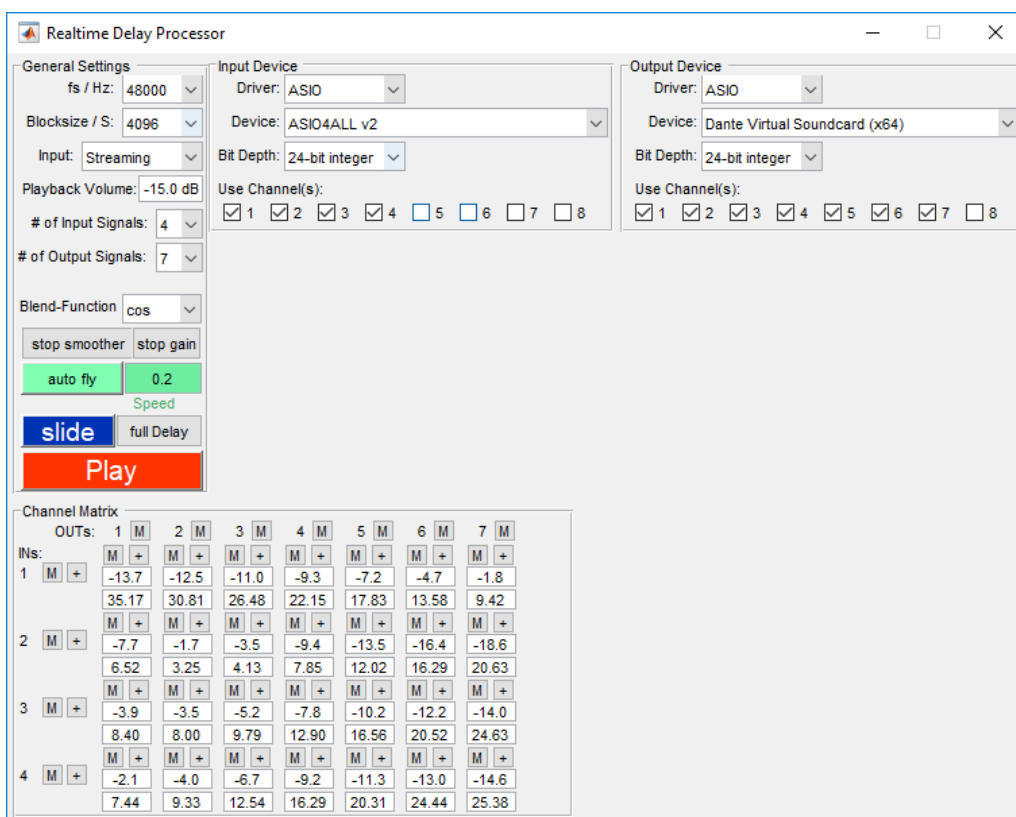 Realtime Delay Processor
General Settings
fs / Hz: 48000
Blocksize / S: 4096
Input: Streaming
Playback Volume: -15.0 dB
# of Input Signals: 4
# of Output Signals: 7
Blend-Function cos
stop smoother stop gain
auto fly 0.2
Speed
slide full Delay
Play
Input Device
Driver: ASIO
Device: ASIO4ALL v2
Bit Depth: 24-bit integer
Use Channel(s):
1 2 3 4 5 6 7 8
Output Device
Driver: ASIO
Device: Dante Virtual Soundcard (x64)
Bit Depth: 24-bit integer
Use Channel(s):
1 2 3 4 5 6 7 8
Channel Matrix
OUTs: 1 M 2 M 3 M 4 M 5 M 6 M 7 M
INs: M + M + M + M + M + M + M +
1 M + -13.7 -12.5 -11.0 -9.3 -7.2 -4.7 -1.8
35.17 30.81 26.48 22.15 17.83 13.58 9.42
M + M + M + M + M + M + M +
2 M + -7.7 -1.7 -3.5 -9.4 -13.5 -16.4 -18.6
6.52 3.25 4.13 7.85 12.02 16.29 20.63
M + M + M + M + M + M + M +
3 M + -3.9 -3.5 -5.2 -7.8 -10.2 -12.2 -14.0
8.40 8.00 9.79 12.90 16.56 20.52 24.63
M + M + M + M + M + M + M +
4 M + -2.1 -4.0 -6.7 -9.2 -11.3 -13.0 -14.6
7.44 9.33 12.54 16.29 20.31 24.44 25.38